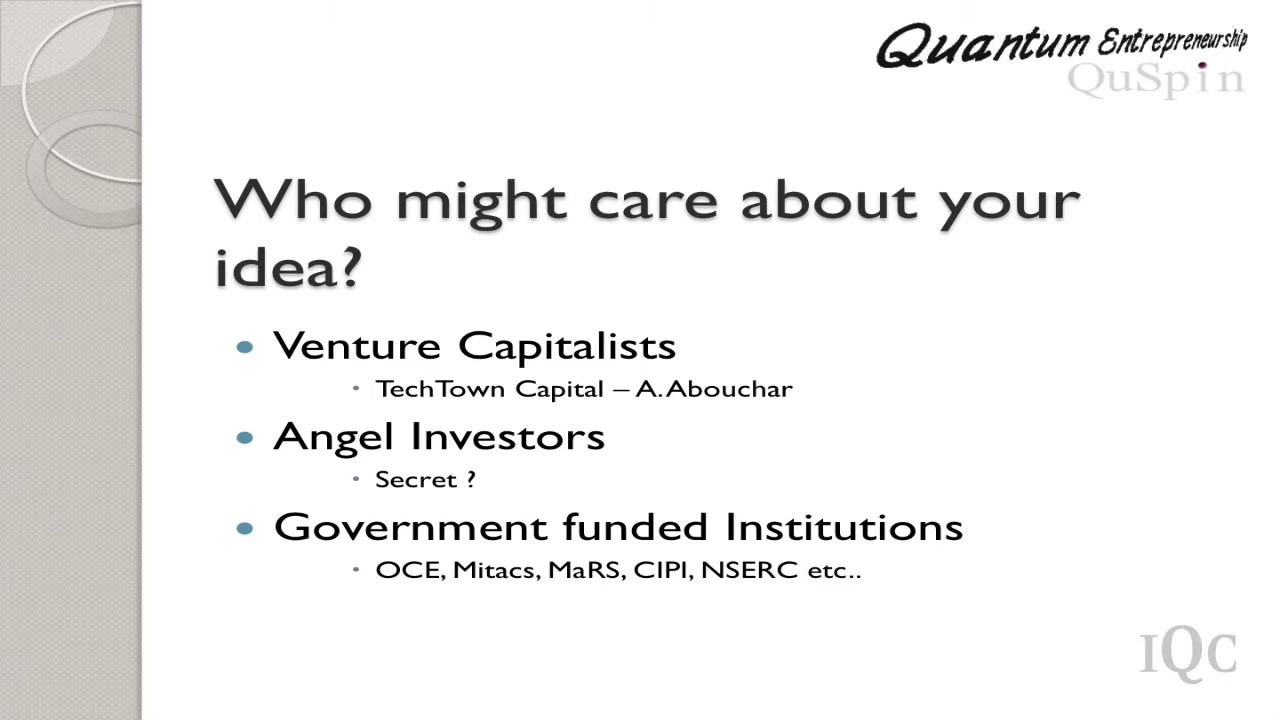 Quantum Entrepreneurship
QuSpin
Who might care about your
idea?
• Venture Capitalists
• TechTown Capital – A. Abouchar
• Angel Investors
• Secret ?
• Government funded Institutions
• OCE, Mitacs, MaRS, CIPI, NSERC etc..
IQC